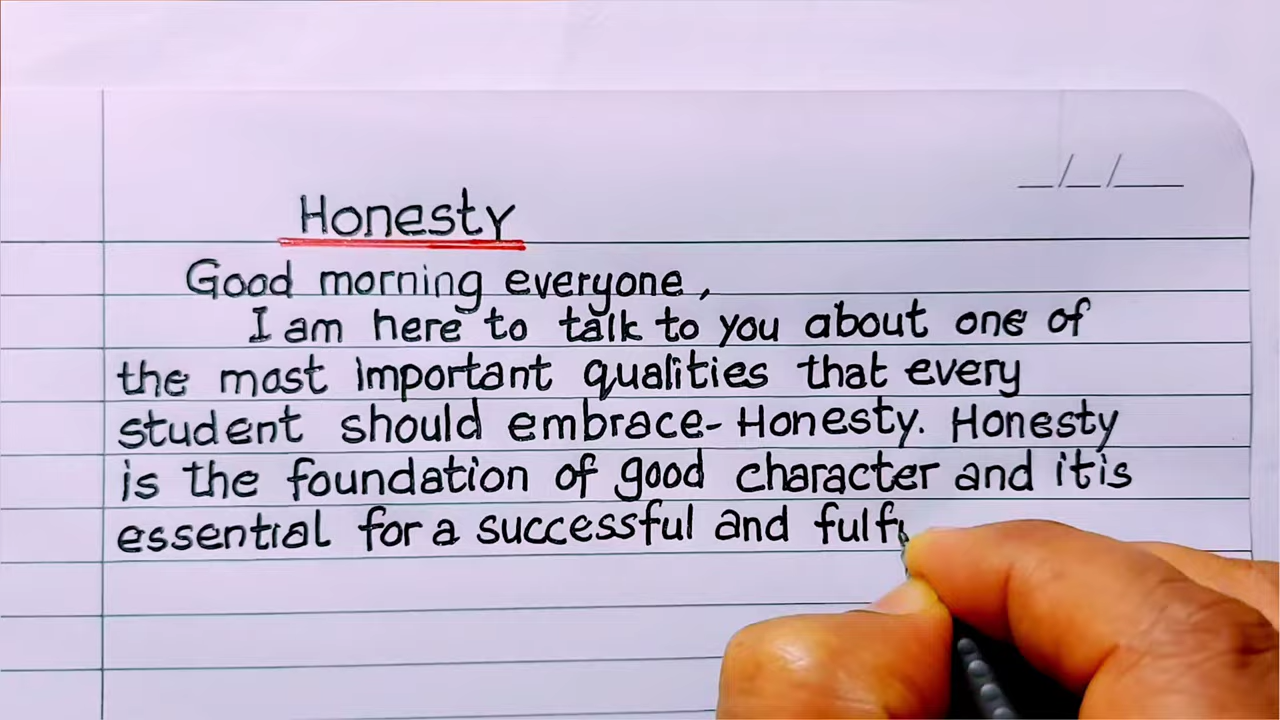 Honesty
Good morning everyone,
I am here to talk to you about one of
the most important qualities that every
student should embrace- Honesty. Honesty
is the foundation of good character and it is
essential for a successful and fulfi